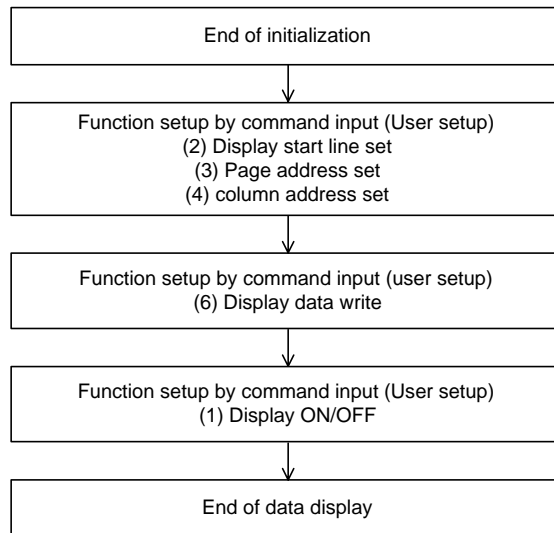 End of initialization
Function setup by command input (User setup)
(2) Display start line set
(3) Page address set
(4) column address set
Function setup by command input (user setup)
(6) Display data write
Function setup by command input (User setup)
(1) Display ON/OFF
End of data display